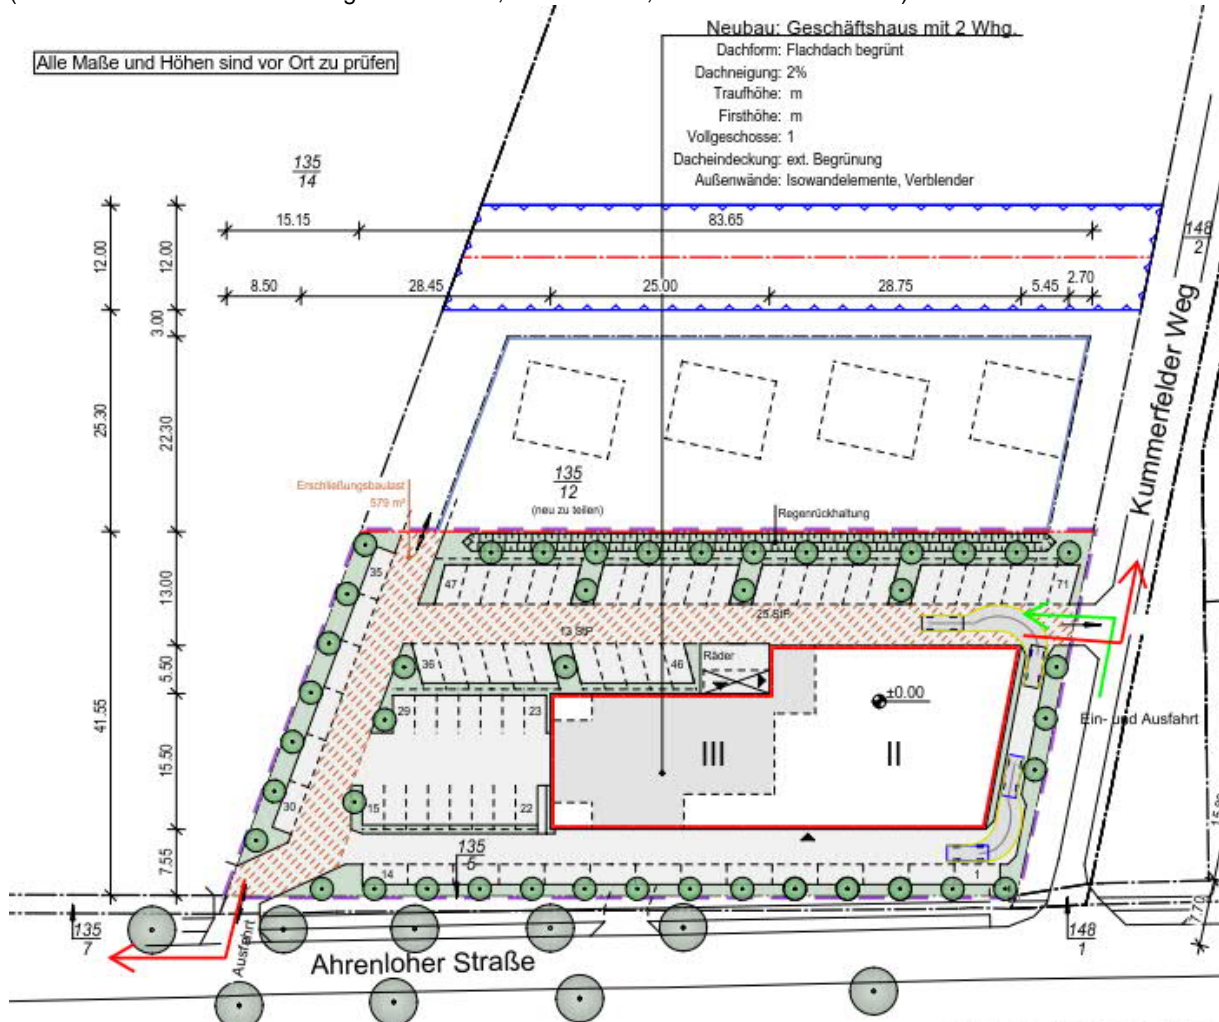 Neubau: Geschäftshaus mit 2 Whg.
Alle Maße und Höhen sind vor Ort zu prüfen
Dachform: Flachdach begrünt
Dachneigung: 2%
Traufhöhe: m
Firsthöhe: m
Vollgeschosse: 1
Dacheindeckung: ext. Begrünung
Außenwände: Isowandelemente, Verblender
135
14
15.15
83.65
148
2
12.00
12.00
8.50
28.45
25.00
28.75
5.45
2.70
3.00
Kummerfelder Weg
25.30
22.30
135
12
(neu zu teilen)
Erschließungsbaulast
579 m²
Regenrückhaltung
35
47
71
13.00
25 StP
13 StP
36
46
Räder
5.50
±0.00
29
23
Ein- und Ausfahrt
41.55
15.50
III
II
30
15
22
135
5
7.55
14
1
135
7
Ausfahrt
Ahrenloher Straße
148
1
7.70